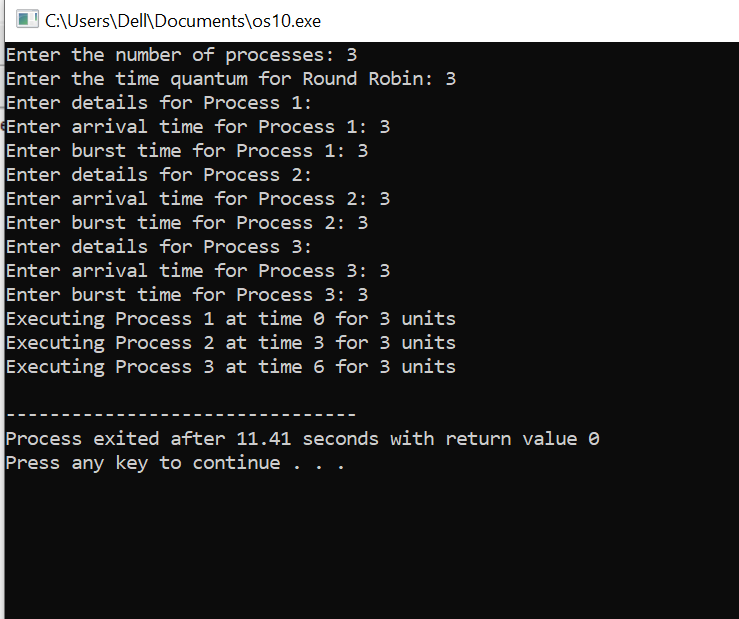 C:\Users\Dell\Documents\os10.exe
Enter the number of processes: 3
Enter the time quantum for Round Robin: 3
Enter details for Process 1:
Enter arrival time for Process 1: 3
Enter burst time for Process 1: 3
Enter details for Process 2:
Enter arrival time for Process 2: 3
Enter burst time for Process 2: 3
Enter details for Process 3:
Enter arrival time for Process 3: 3
Enter burst time for Process 3: 3
Executing Process 1 at time 0 for 3 units
Executing Process 2 at time 3 for 3 units
Executing Process 3 at time 6 for 3 units
--------------------------------
Process exited after 11.41 seconds with return value 0
Press any key to continue . . .